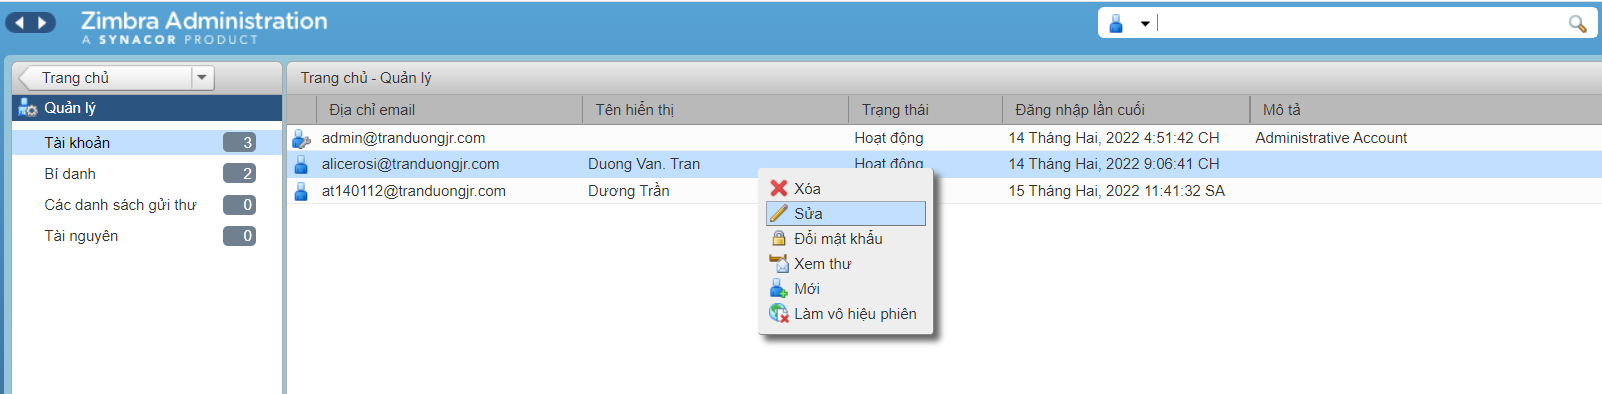 Zimbra Administration
A SYNACOR PRODUCT
Trang chủ
Quản lý
Tài khoản 3
Bí danh 2
Các danh sách gửi thư 0
Tài nguyên 0
Trang chủ - Quản lý
Địa chỉ email Tên hiển thị Trạng thái Đăng nhập lần cuối Mô tả
admin@tranduongjr.com Hoạt động 14 Tháng Hai, 2022 4:51:42 CH Administrative Account
alicerosi@tranduongjr.com Duong Van. Tran Hoạt động 14 Tháng Hai, 2022 9:06:41 CH
at140112@tranduongjr.com Dương Trần 15 Tháng Hai, 2022 11:41:32 SA
Xóa
Sửa
Đổi mật khẩu
Xem thư
Mới
Làm vô hiệu phiên